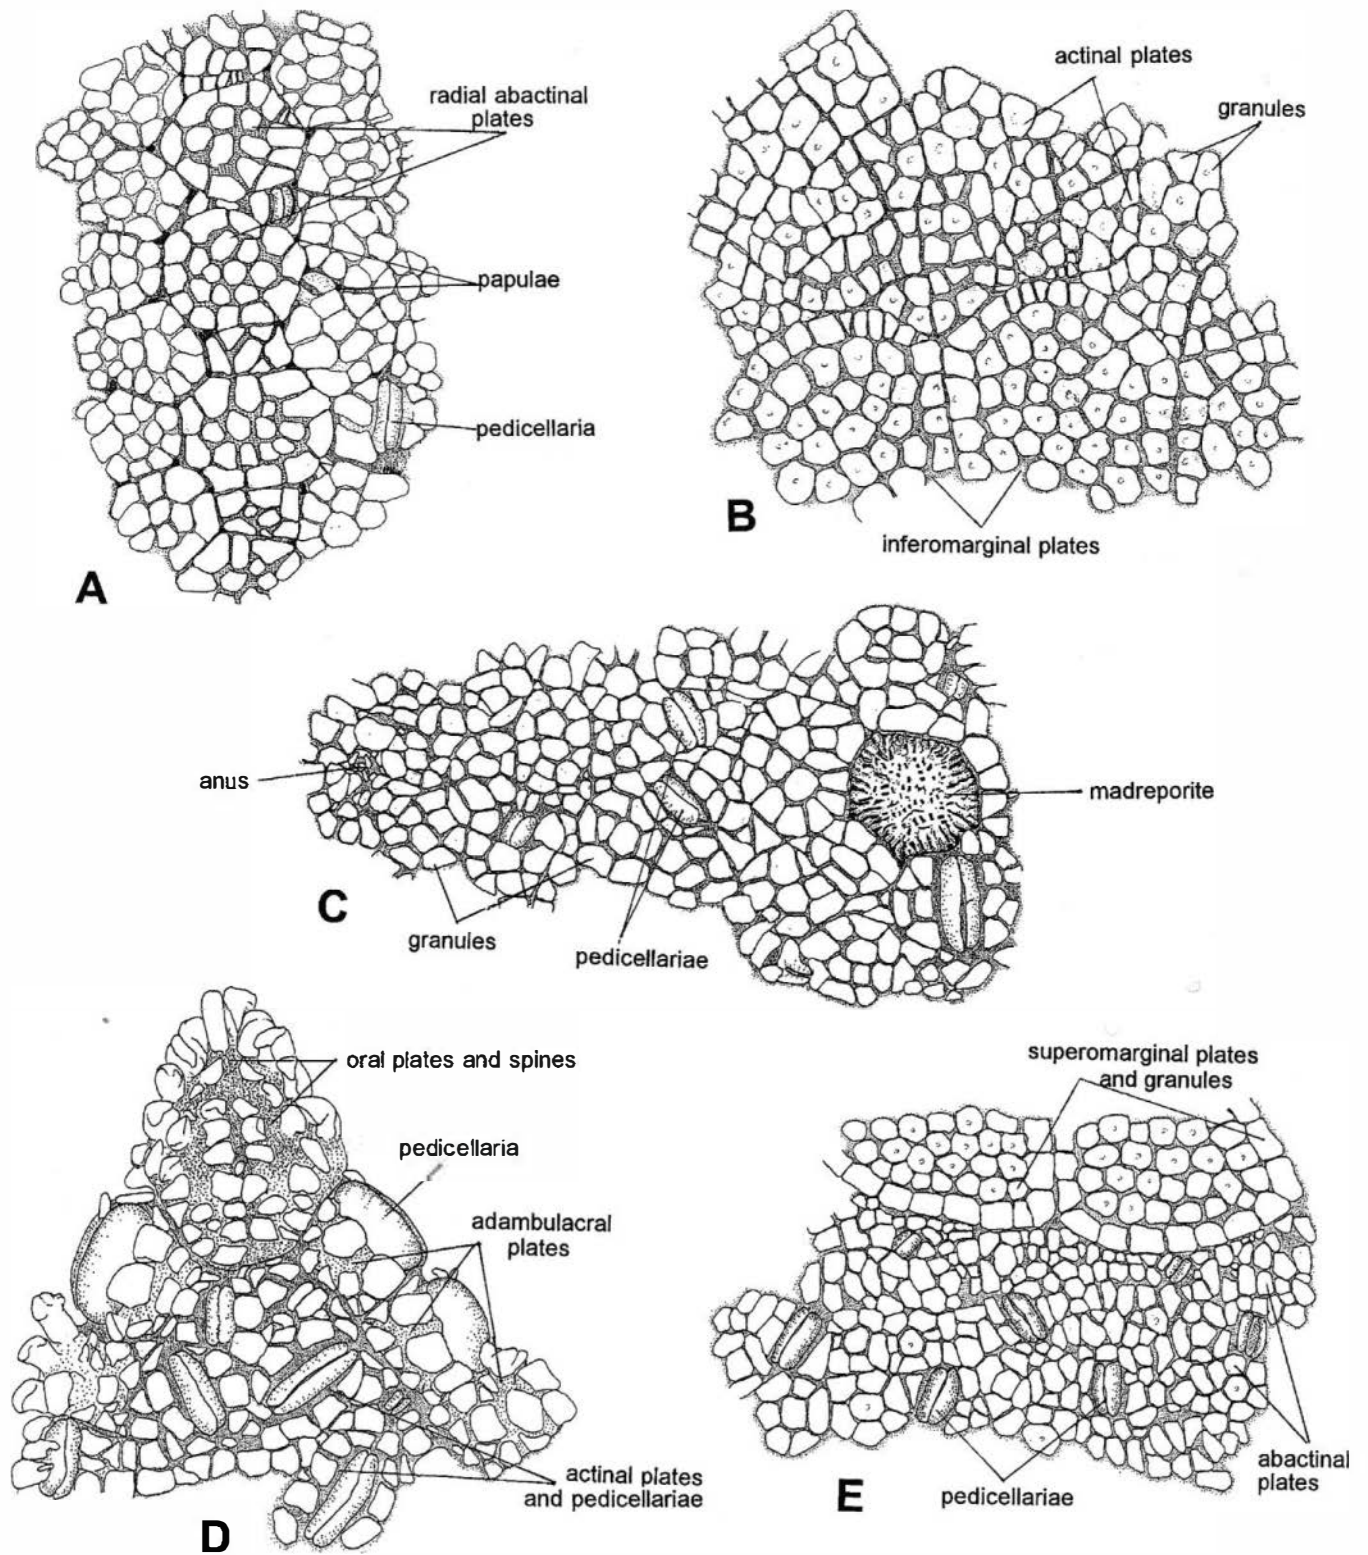 radial abactinal
plates
papulae
pedicellaria
A
actinal plates
granules
B
inferomarginal plates
anus
madreporite
C
granules
pedicellariae
oral plates and spines
pedicellaria
adambulacral
plates
actinal plates
and pedicellariae
D
superomarginal plates
and granules
abactinal
plates
pedicellariae
E